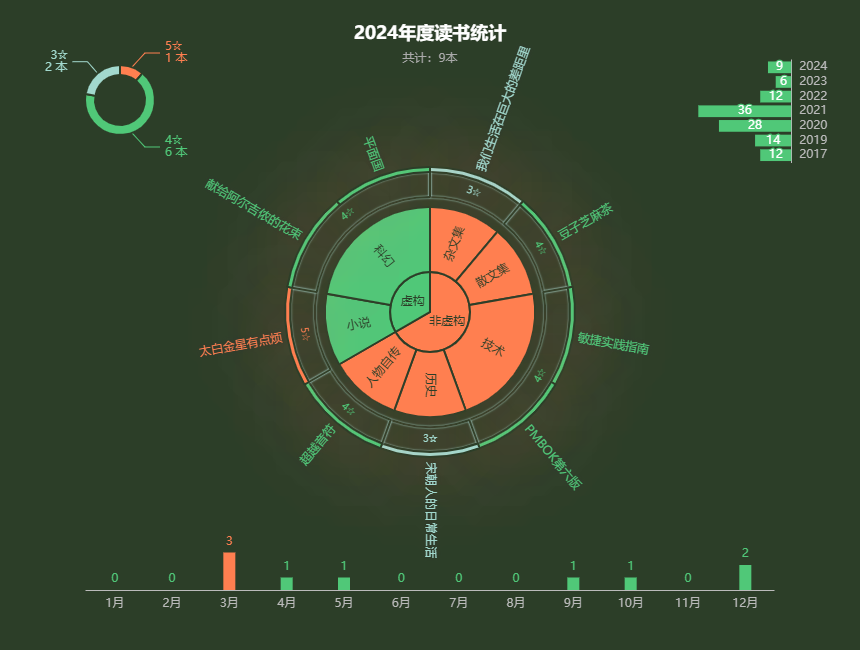 2024年度读书统计
共计：9本
3☆
2 本
5☆
1 本
4☆
6 本
9 2024
6 2023
12 2022
36 2021
28 2020
14 2019
12 2017
我们生活在巨大的差距里
3☆
豆子芝麻茶
4☆
敏捷实践指南
PMBOK第六版
4☆
宋朝人的日常生活
3☆
超越音符
4☆
太白金星有点烦
5☆
献给阿尔吉侬的花束
平面国
4☆
杂文集
散文集
技术
历史
人物自传
小说
科幻
虚构
非虚构
0 0 3 1 1 0 0 0 1 1 0 2
1月 2月 3月 4月 5月 6月 7月 8月 9月 10月 11月 12月